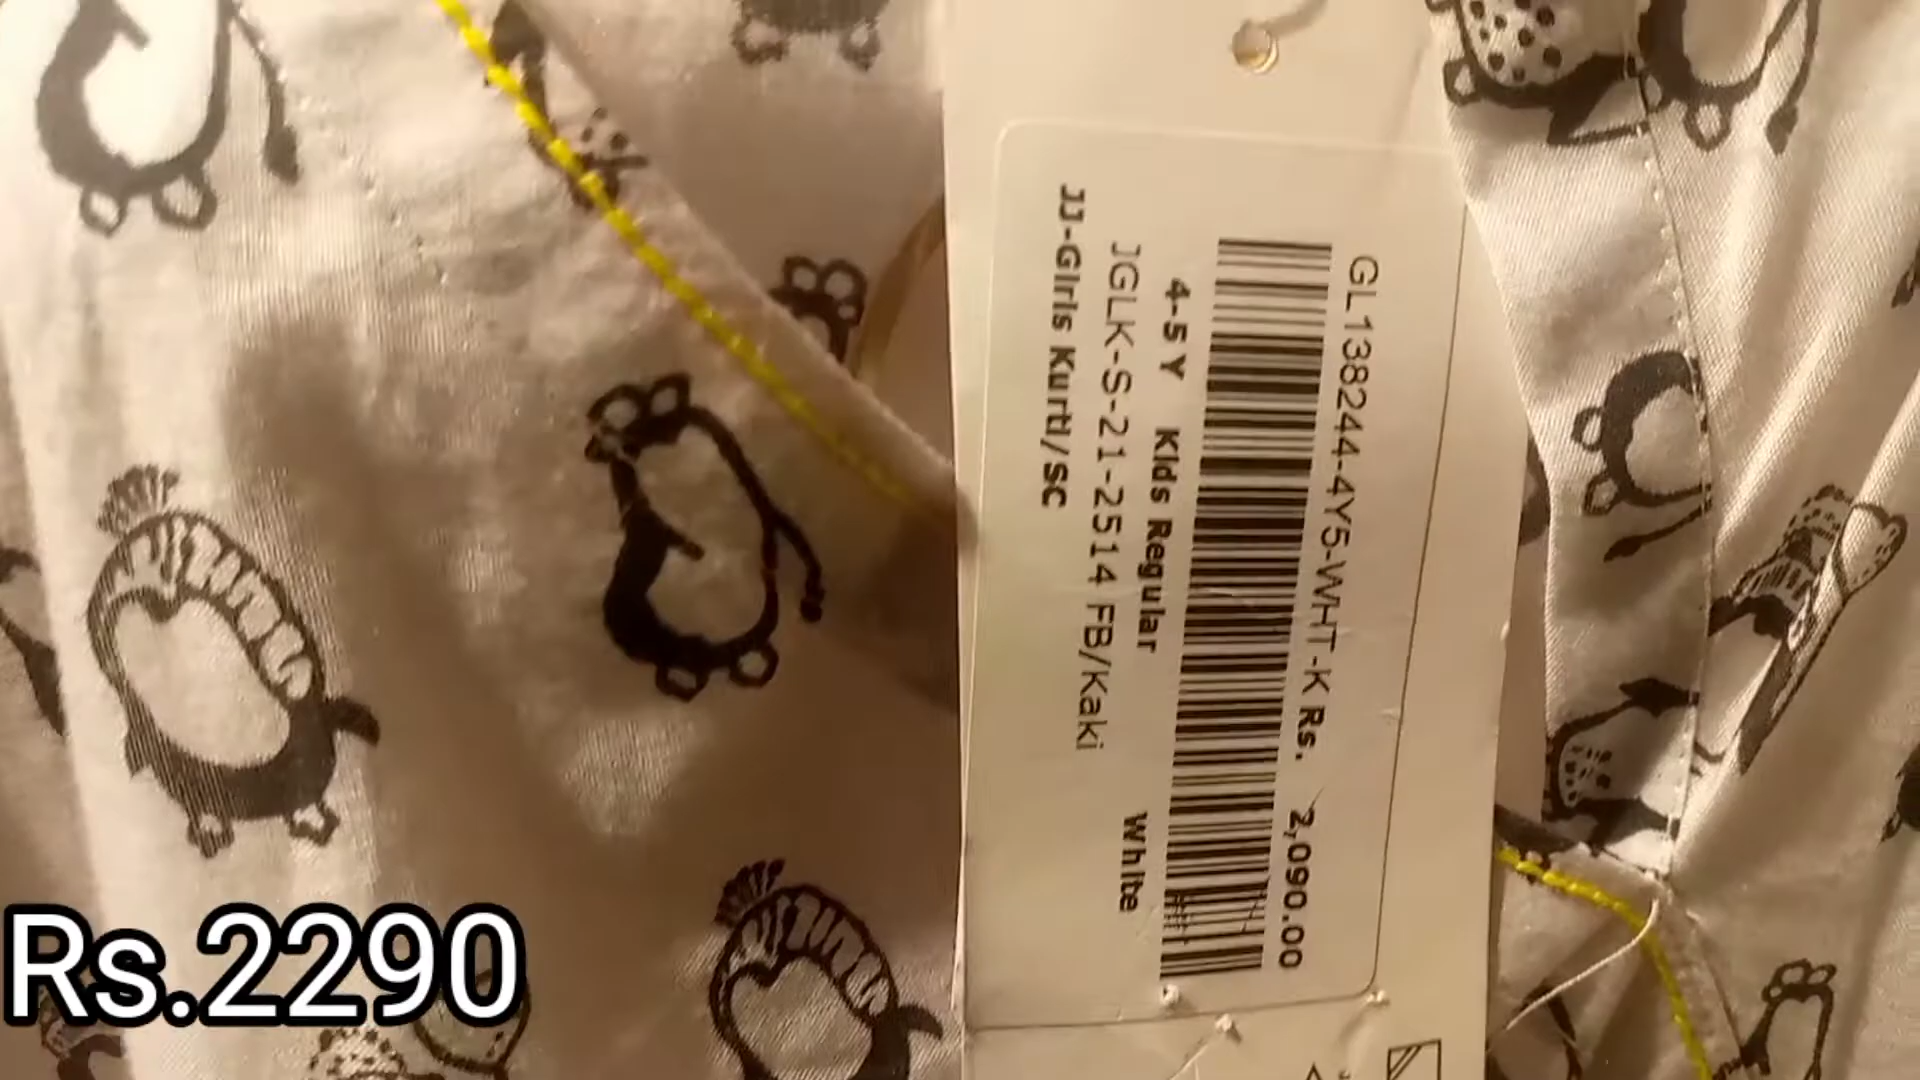 GL138244-4Y5-WHT-K Rs. 2,090.00
4-5Y Kids Regular White
JGLK-S-21-2514 FB/Kaki
JJ-Girls Kurti/SC
Rs.2290